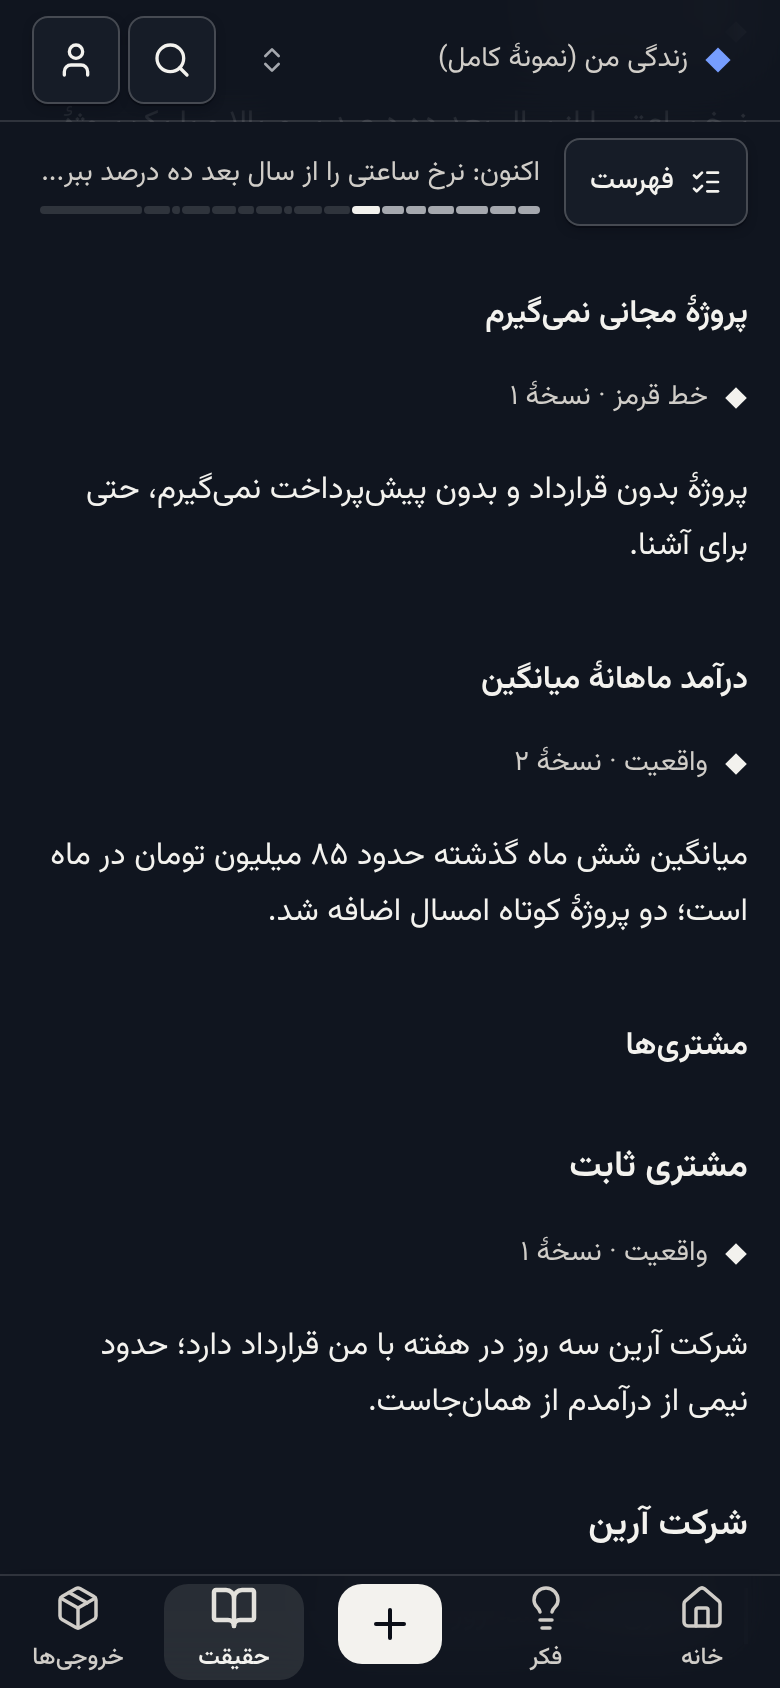 زندگی من (نمونهٔ کامل)
فهرست
اکنون: نرخ ساعتی را از سال بعد ده درصد ببر...
پروژهٔ مجانی نمی‌گیرم
خط قرمز · نسخهٔ ۱
پروژهٔ بدون قرارداد و بدون پیش‌پرداخت نمی‌گیرم، حتی
برای آشنا.
درآمد ماهانهٔ میانگین
واقعیت · نسخهٔ ۲
میانگین شش ماه گذشته حدود ۸۵ میلیون تومان در ماه
است؛ دو پروژهٔ کوتاه امسال اضافه شد.
مشتری‌ها
مشتری ثابت
واقعیت · نسخهٔ ۱
شرکت آرین سه روز در هفته با من قرارداد دارد؛ حدود
نیمی از درآمدم از همان‌جاست.
شرکت آرین
خانه
فکر
حقیقت
خروجی‌ها